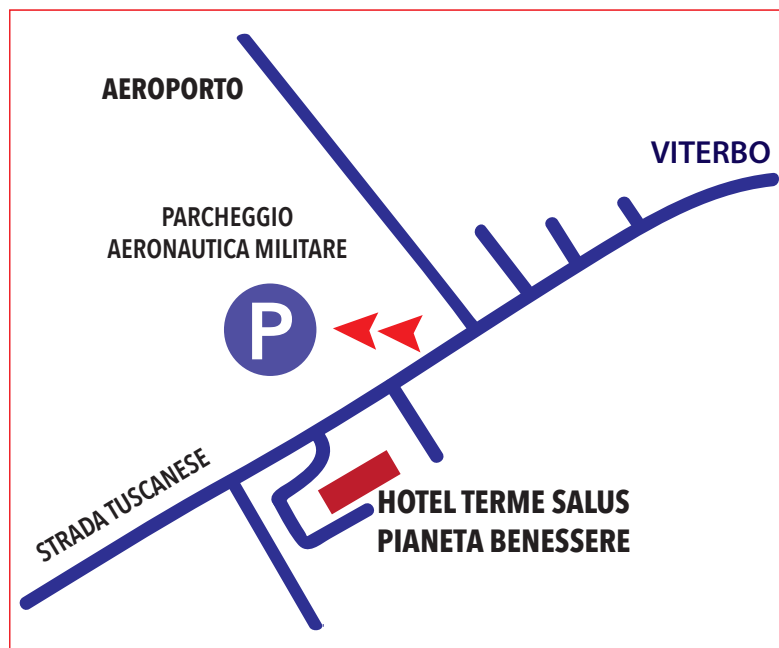 AEROPORTO
VITERBO
PARCHEGGIO
AERONAUTICA MILITARE
P
STRADA TUSCANESE
HOTEL TERME SALUS
PIANETA BENESSERE